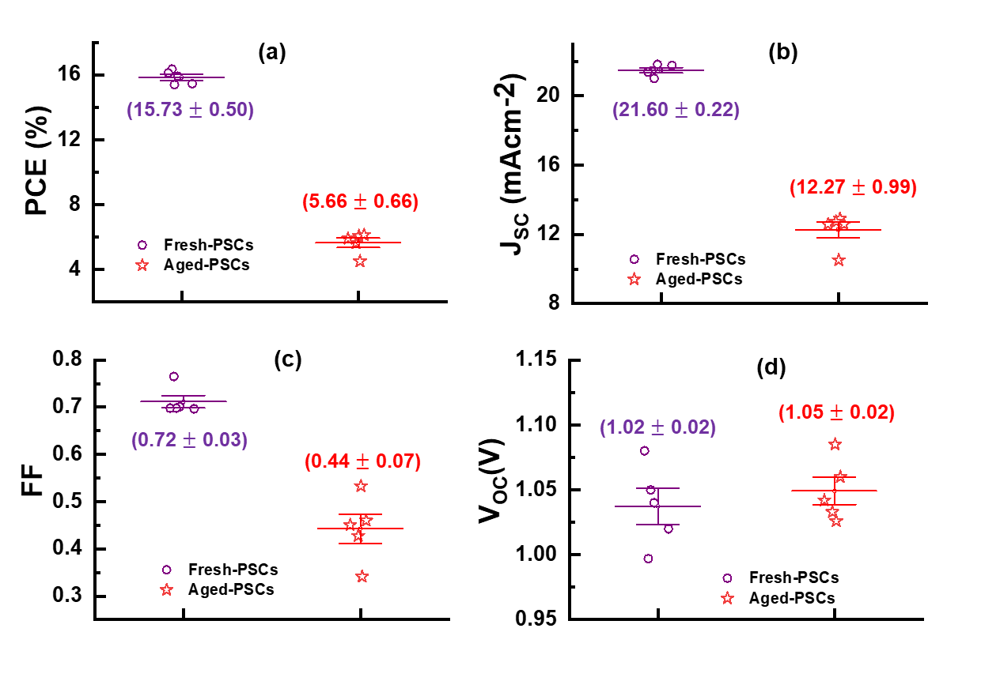 (a)
PCE (%)
16
12
8
4
(15.73 ± 0.50)
(5.66 ± 0.66)
Fresh-PSCs
Aged-PSCs
(b)
JSC (mAcm-2)
20
16
12
8
(21.60 ± 0.22)
(12.27 ± 0.99)
Fresh-PSCs
Aged-PSCs
(c)
FF
0.8
0.7
0.6
0.5
0.4
0.3
(0.72 ± 0.03)
(0.44 ± 0.07)
Fresh-PSCs
Aged-PSCs
(d)
VOC(V)
1.15
1.10
1.05
1.00
0.95
(1.02 ± 0.02)
(1.05 ± 0.02)
Fresh-PSCs
Aged-PSCs